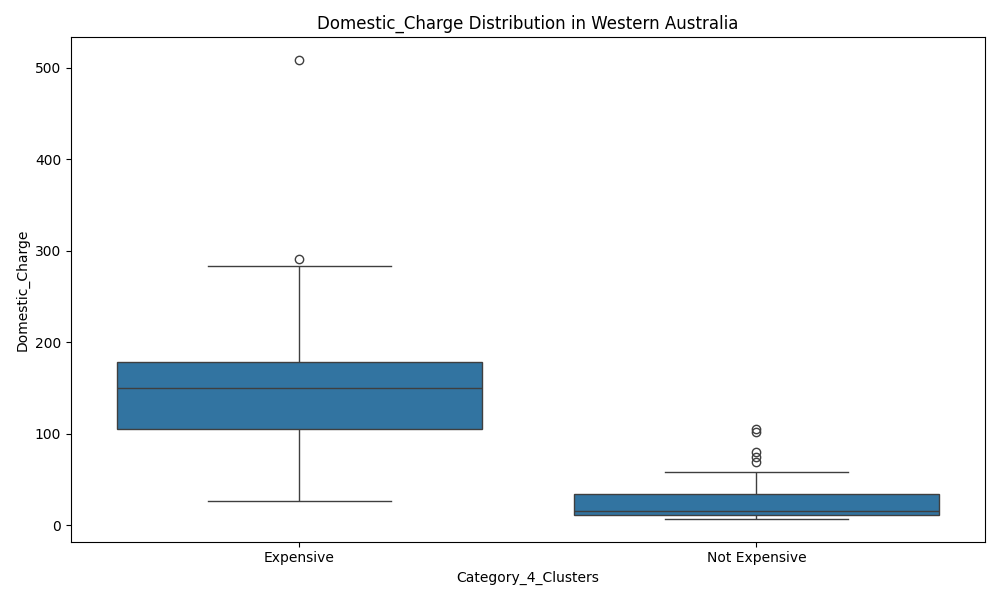 Domestic_Charge Distribution in Western Australia
Domestic_Charge
500
400
300
200
100
0
Expensive
Not Expensive
Category_4_Clusters